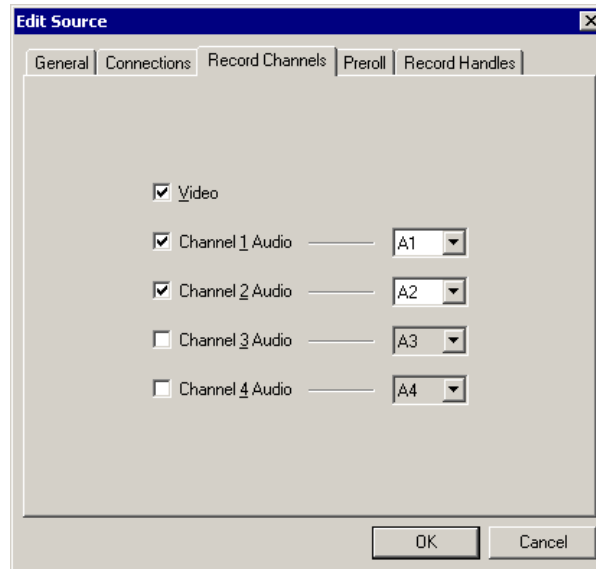 Edit Source
General Connections Record Channels Preroll Record Handles
Video
Channel 1 Audio A1
Channel 2 Audio A2
Channel 3 Audio A3
Channel 4 Audio A4
OK Cancel